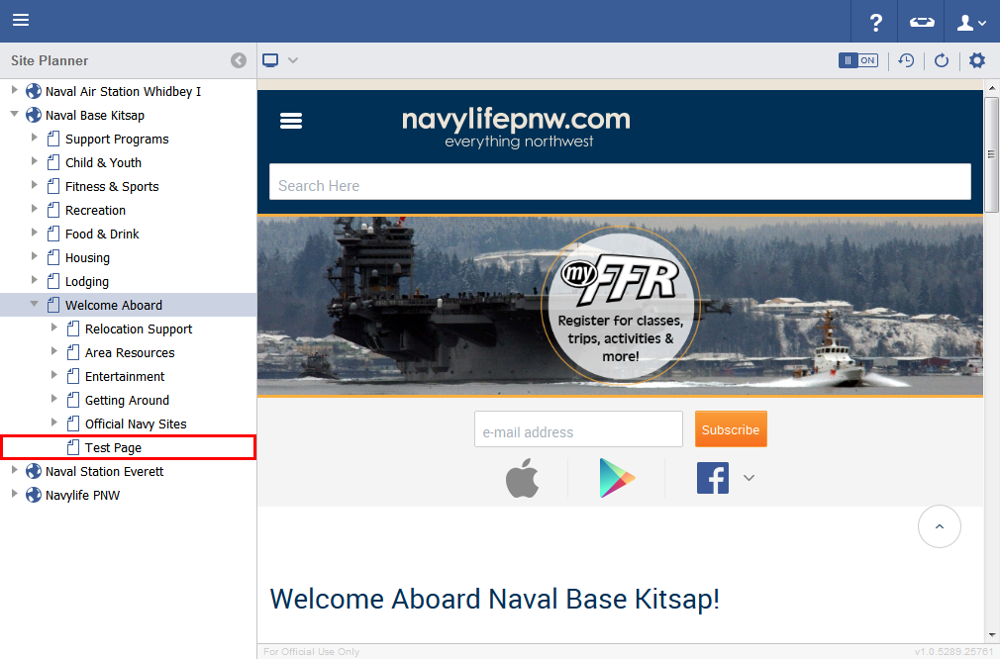 ?
Site Planner
ON
Naval Air Station Whidbey I
Naval Base Kitsap
Support Programs
Child & Youth
Fitness & Sports
Recreation
Food & Drink
Housing
Lodging
Welcome Aboard
Relocation Support
Area Resources
Entertainment
Getting Around
Official Navy Sites
Test Page
Naval Station Everett
Navylife PNW
navylifepnw.com
everything northwest
Search Here
my FFR
Register for classes,
trips, activities &
more!
e-mail address
Subscribe
f
Welcome Aboard Naval Base Kitsap!
For Official Use Only
v1.0.5289.25761